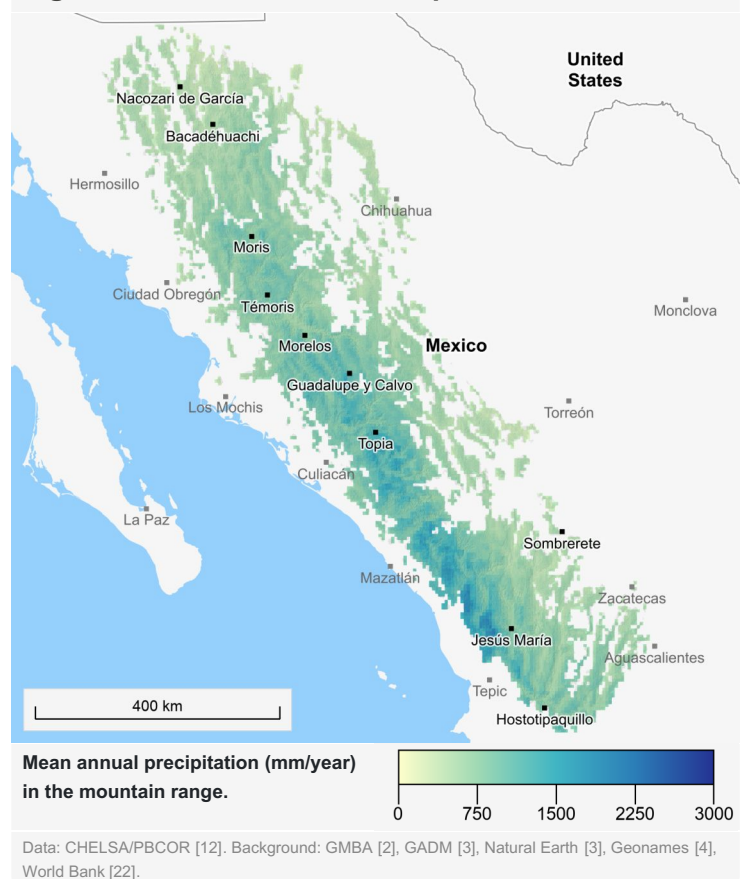 United
States
Nacozari de García
Bacadéhuachi
Hermosillo
Chihuahua
Moris
Ciudad Obregón
Témoris
Monclova
Morelos
Mexico
Guadalupe y Calvo
Los Mochis
Torreón
Topia
Culiacán
La Paz
Sombrerete
Mazatlán
Zacatecas
Jesús María
Aguascalientes
Tepic
400 km
Hostotipaquillo
Mean annual precipitation (mm/year)
in the mountain range.
0 750 1500 2250 3000
Data: CHELSA/PBCOR [12]. Background: GMBA [2], GADM [3], Natural Earth [3], Geonames [4],
World Bank [22].